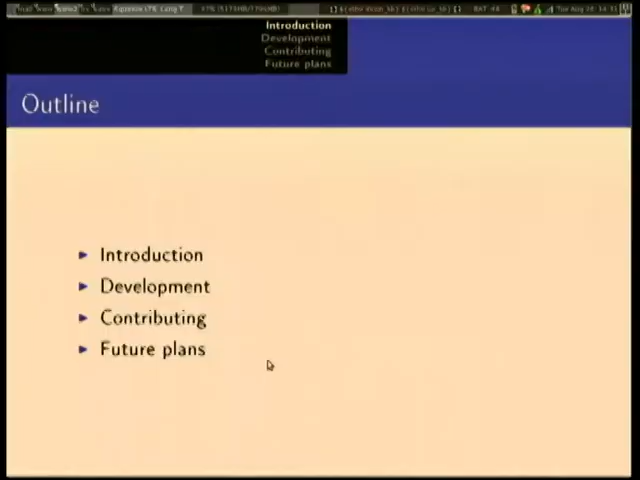 Introduction
Development
Contributing
Future plans
Outline
Introduction
Development
Contributing
Future plans